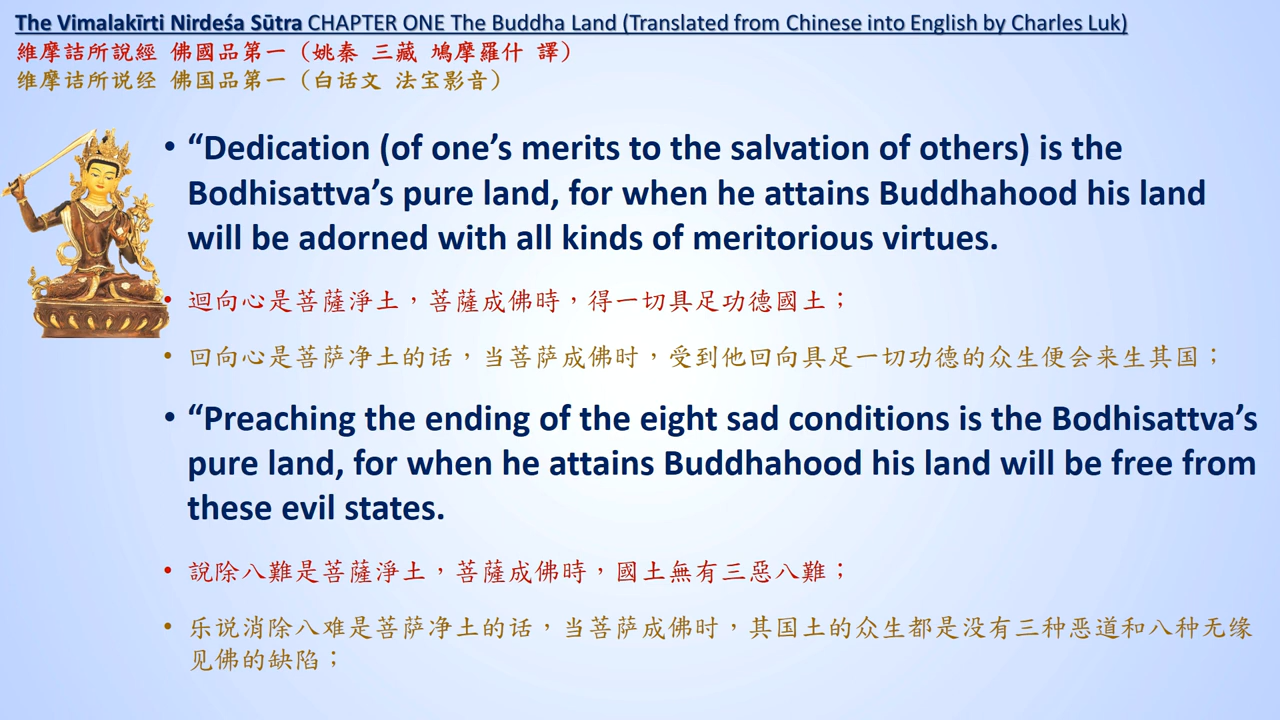 The Vimalakīrti Nirdeśa Sūtra CHAPTER ONE The Buddha Land (Translated from Chinese into English by Charles Luk)
維摩詰所說經 佛國品第一（姚秦 三藏 鳩摩羅什 譯）
维摩诘所说经 佛国品第一（白话文 法宝影音）
• “Dedication (of one’s merits to the salvation of others) is the
Bodhisattva’s pure land, for when he attains Buddhahood his land
will be adorned with all kinds of meritorious virtues.
• 迴向心是菩薩淨土，菩薩成佛時，得一切具足功德國土；
• 回向心是菩萨净土的话，当菩萨成佛时，受到他回向具足一切功德的众生便会来生其国；
• “Preaching the ending of the eight sad conditions is the Bodhisattva’s
pure land, for when he attains Buddhahood his land will be free from
these evil states.
• 說除八難是菩薩淨土，菩薩成佛時，國土無有三惡八難；
• 乐说消除八难是菩萨净土的话，当菩萨成佛时，其国土的众生都是没有三种恶道和八种无缘
见佛的缺陷；